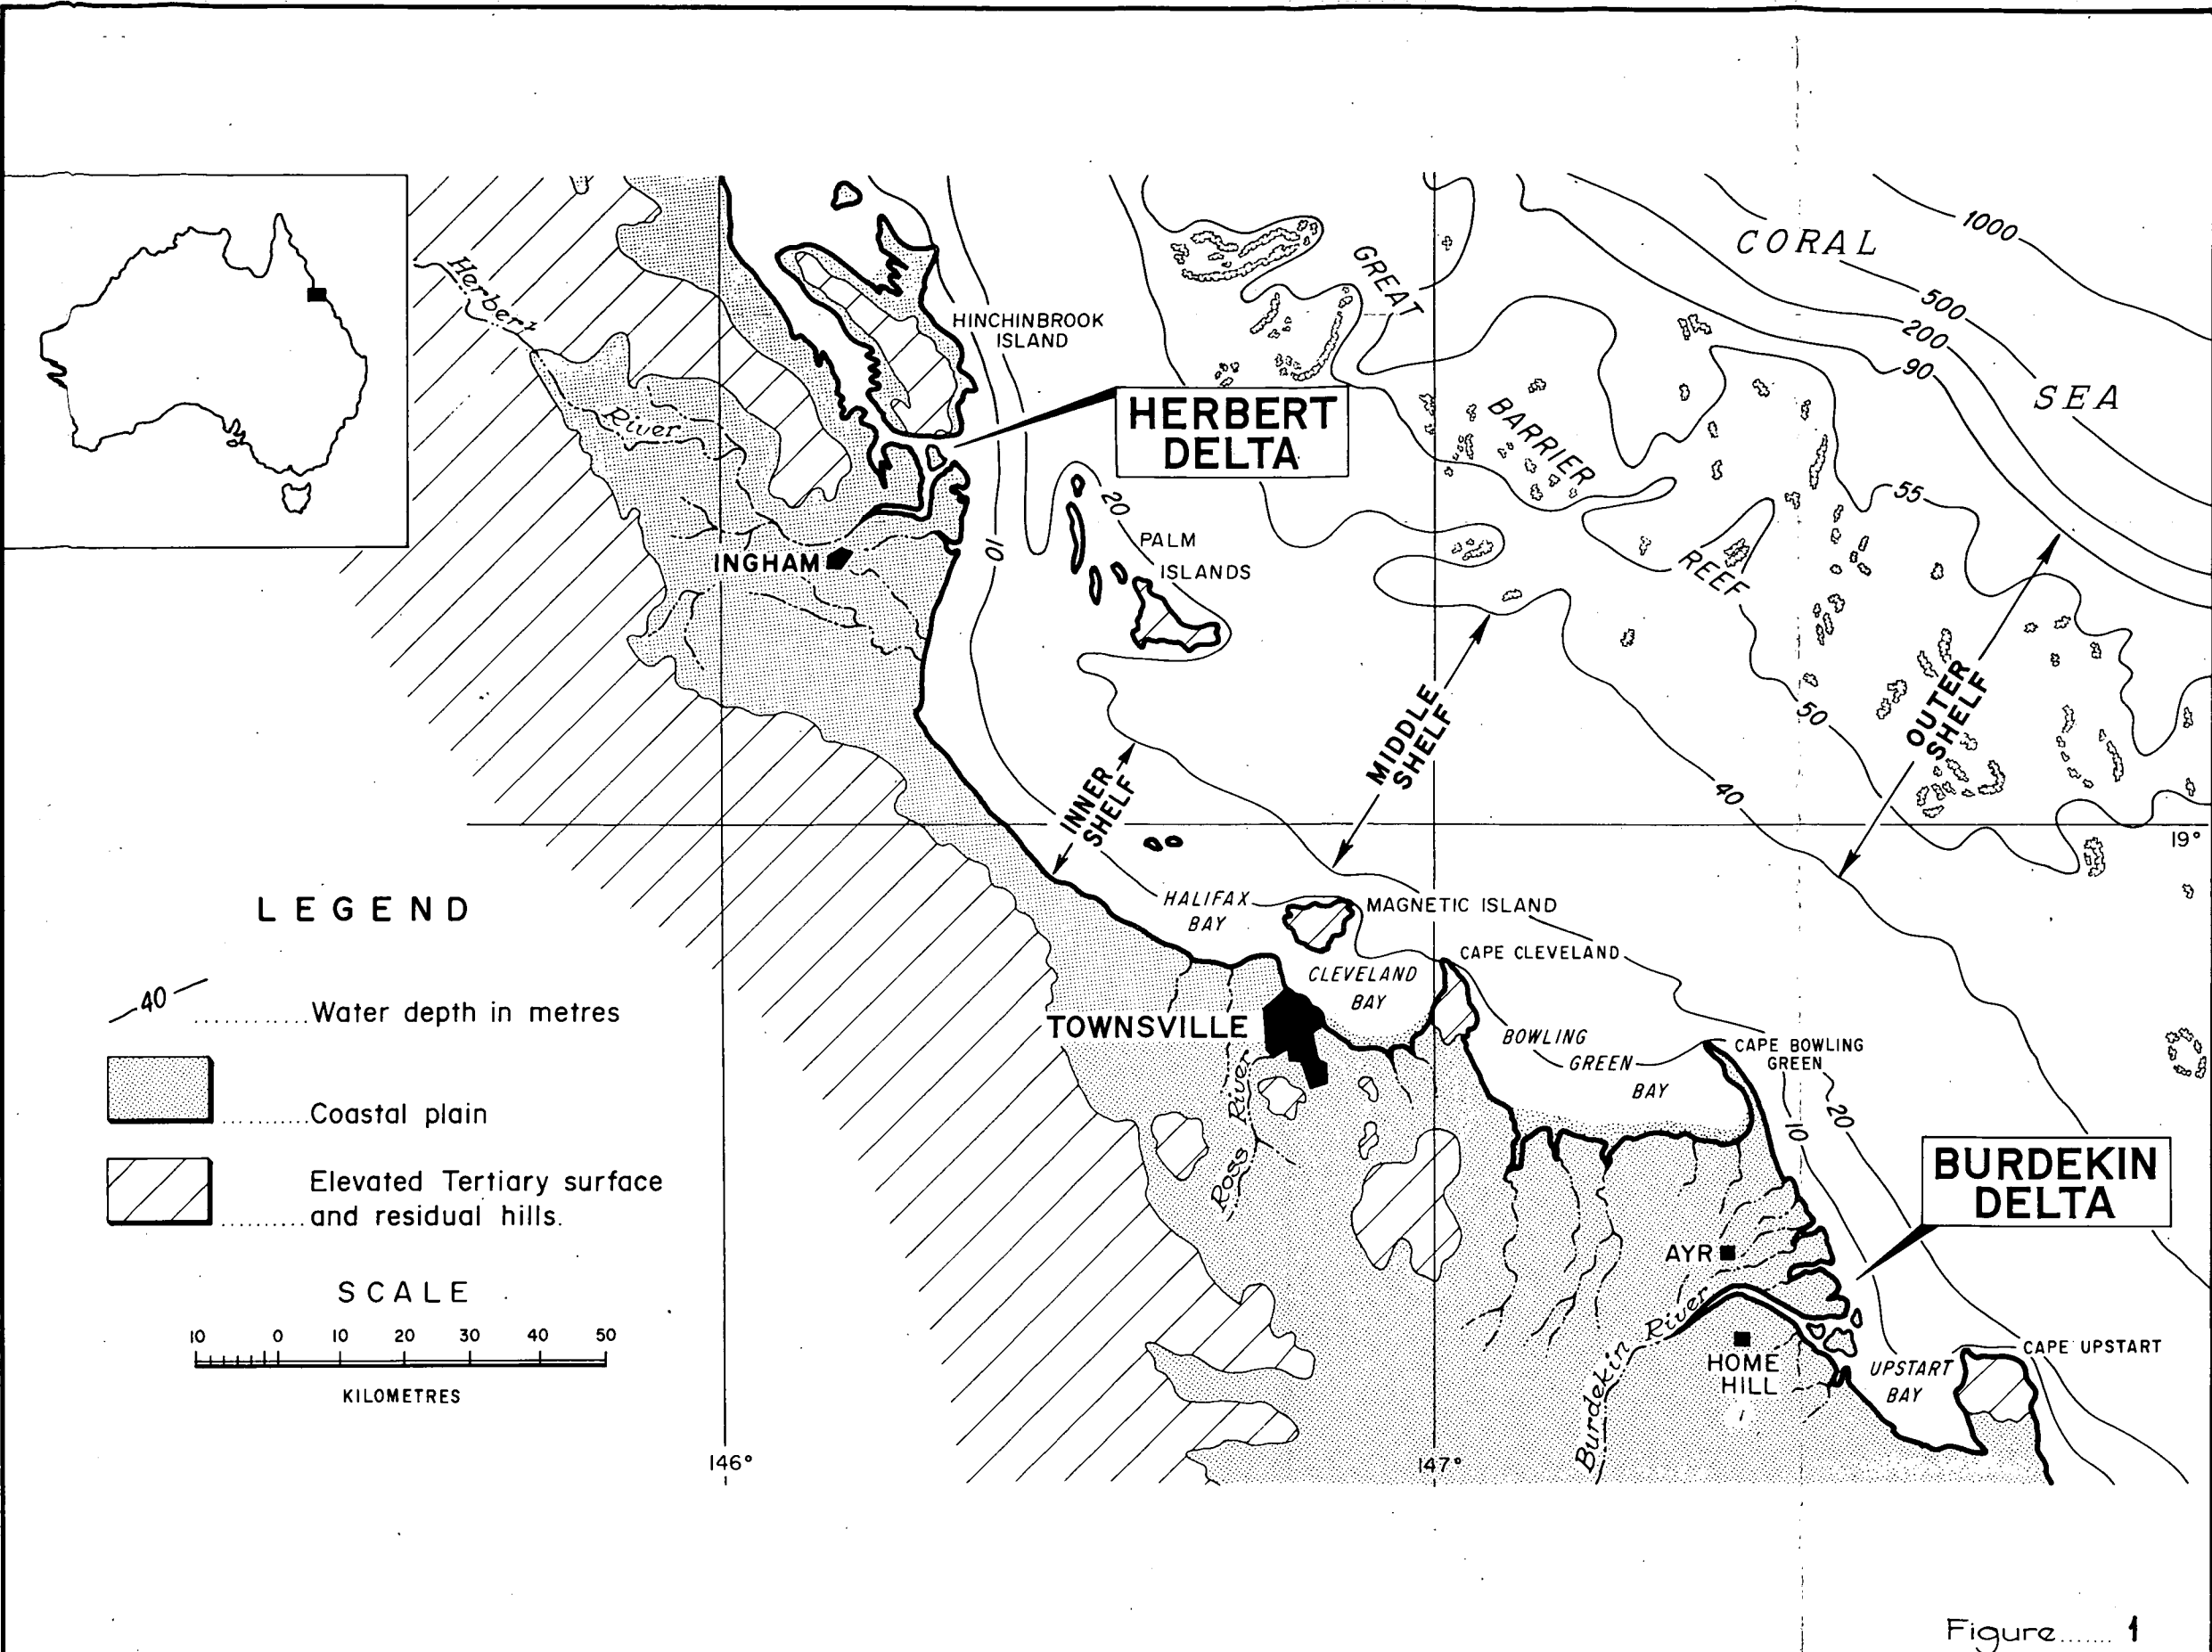 1000
CORAL
500
200
90
SEA
GREAT
BARRIER
REEF
Herbert
River
HINCHINBROOK
ISLAND
HERBERT
DELTA
20
PALM
ISLANDS
10
INGHAM
55
50
40
OUTER
SHELF
MIDDLE
SHELF
INNER
SHELF
19°
HALIFAX
BAY
MAGNETIC ISLAND
CAPE CLEVELAND
CLEVELAND
BAY
TOWNSVILLE
BOWLING
GREEN
BAY
CAPE BOWLING
GREEN
10
20
BURDEKIN
DELTA
Ross River
AYR
Burdekin River
HOME
HILL
UPSTART
BAY
CAPE UPSTART
146°
147°
LEGEND
40
............Water depth in metres
..........Coastal plain
Elevated Tertiary surface
..........and residual hills.
SCALE
10 0 10 20 30 40 50
KILOMETRES
Figure....... 1